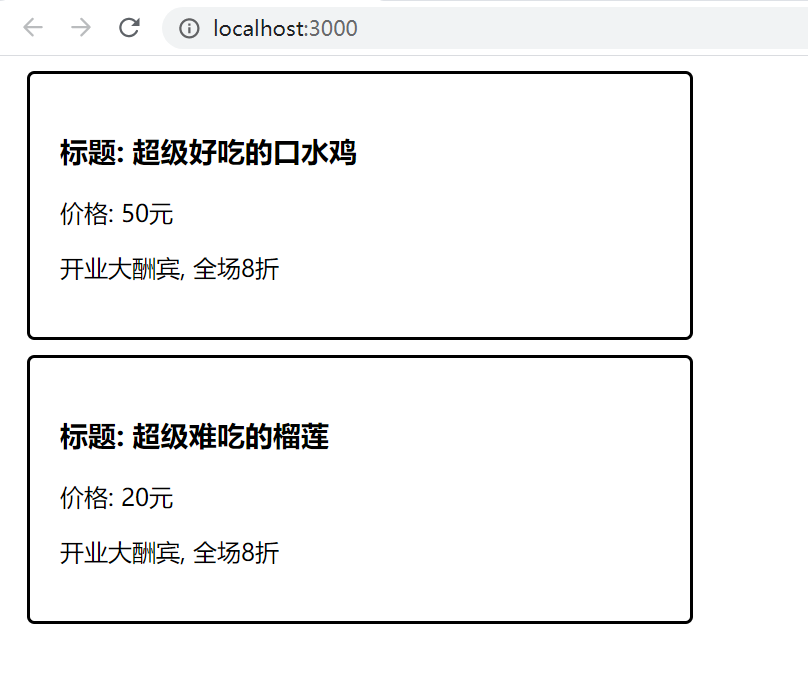 localhost:3000
标题: 超级好吃的口水鸡
价格: 50元
开业大酬宾, 全场8折
标题: 超级难吃的榴莲
价格: 20元
开业大酬宾, 全场8折